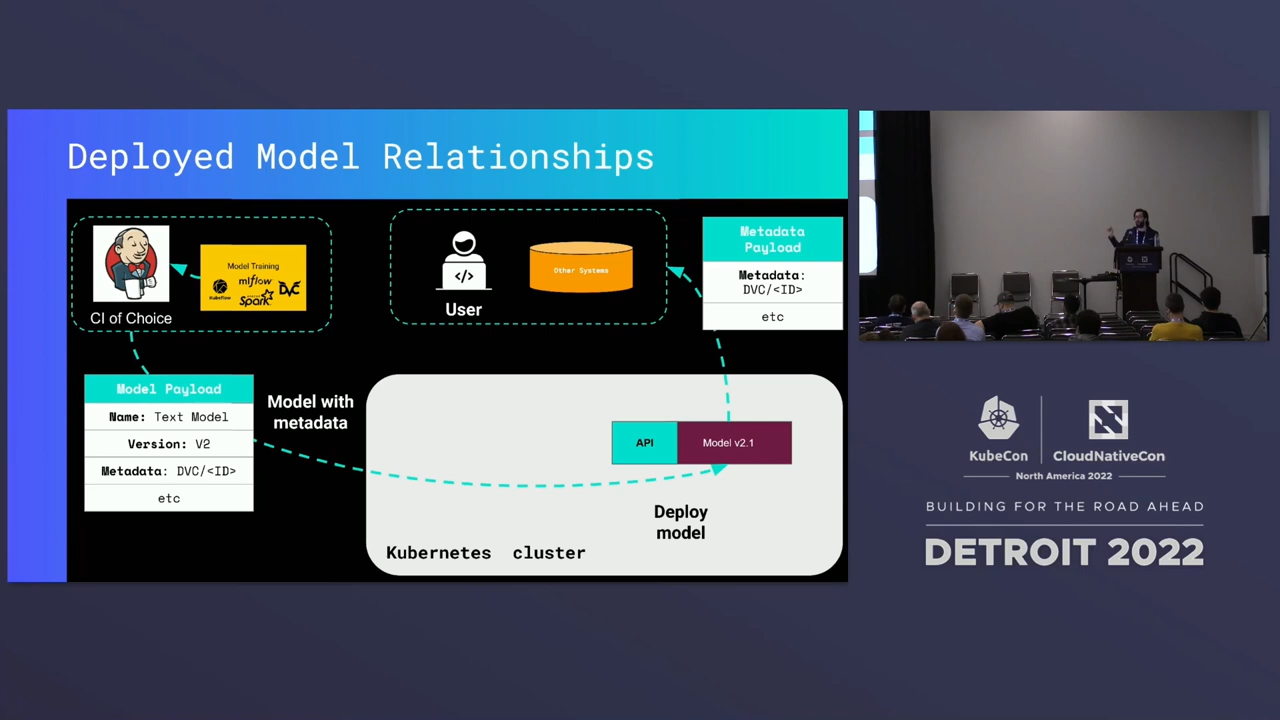 Deployed Model Relationships
CI of Choice
Model Training
Kubeflow
mlflow
Spark
DVC
User
Other Systems
Metadata
Payload
Metadata:
DVC/<ID>
etc
Model Payload
Name: Text Model
Version: V2
Metadata: DVC/<ID>
etc
Model with
metadata
API
Model v2.1
Deploy
model
Kubernetes cluster
KubeCon
CloudNativeCon
North America 2022
BUILDING FOR THE ROAD AHEAD
DETROIT 2022